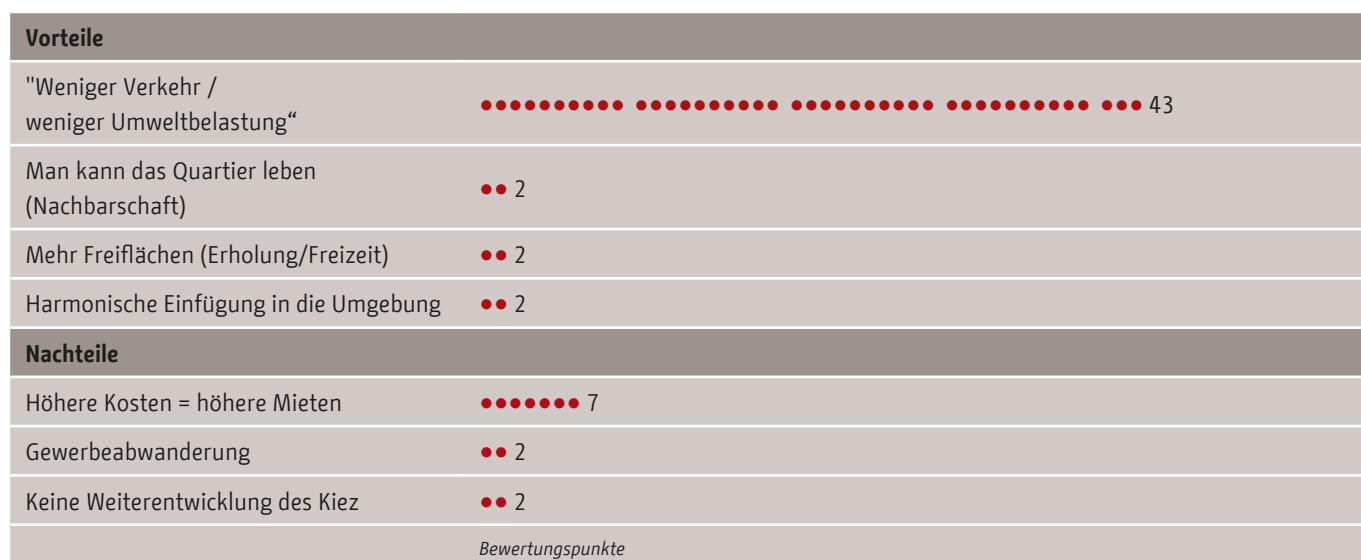 Vorteile
"Weniger Verkehr /
weniger Umweltbelastung“
43
Man kann das Quartier leben
(Nachbarschaft)
2
Mehr Freiflächen (Erholung/Freizeit) 2
Harmonische Einfügung in die Umgebung 2
Nachteile
Höhere Kosten = höhere Mieten 7
Gewerbeabwanderung 2
Keine Weiterentwicklung des Kiez 2
Bewertungspunkte